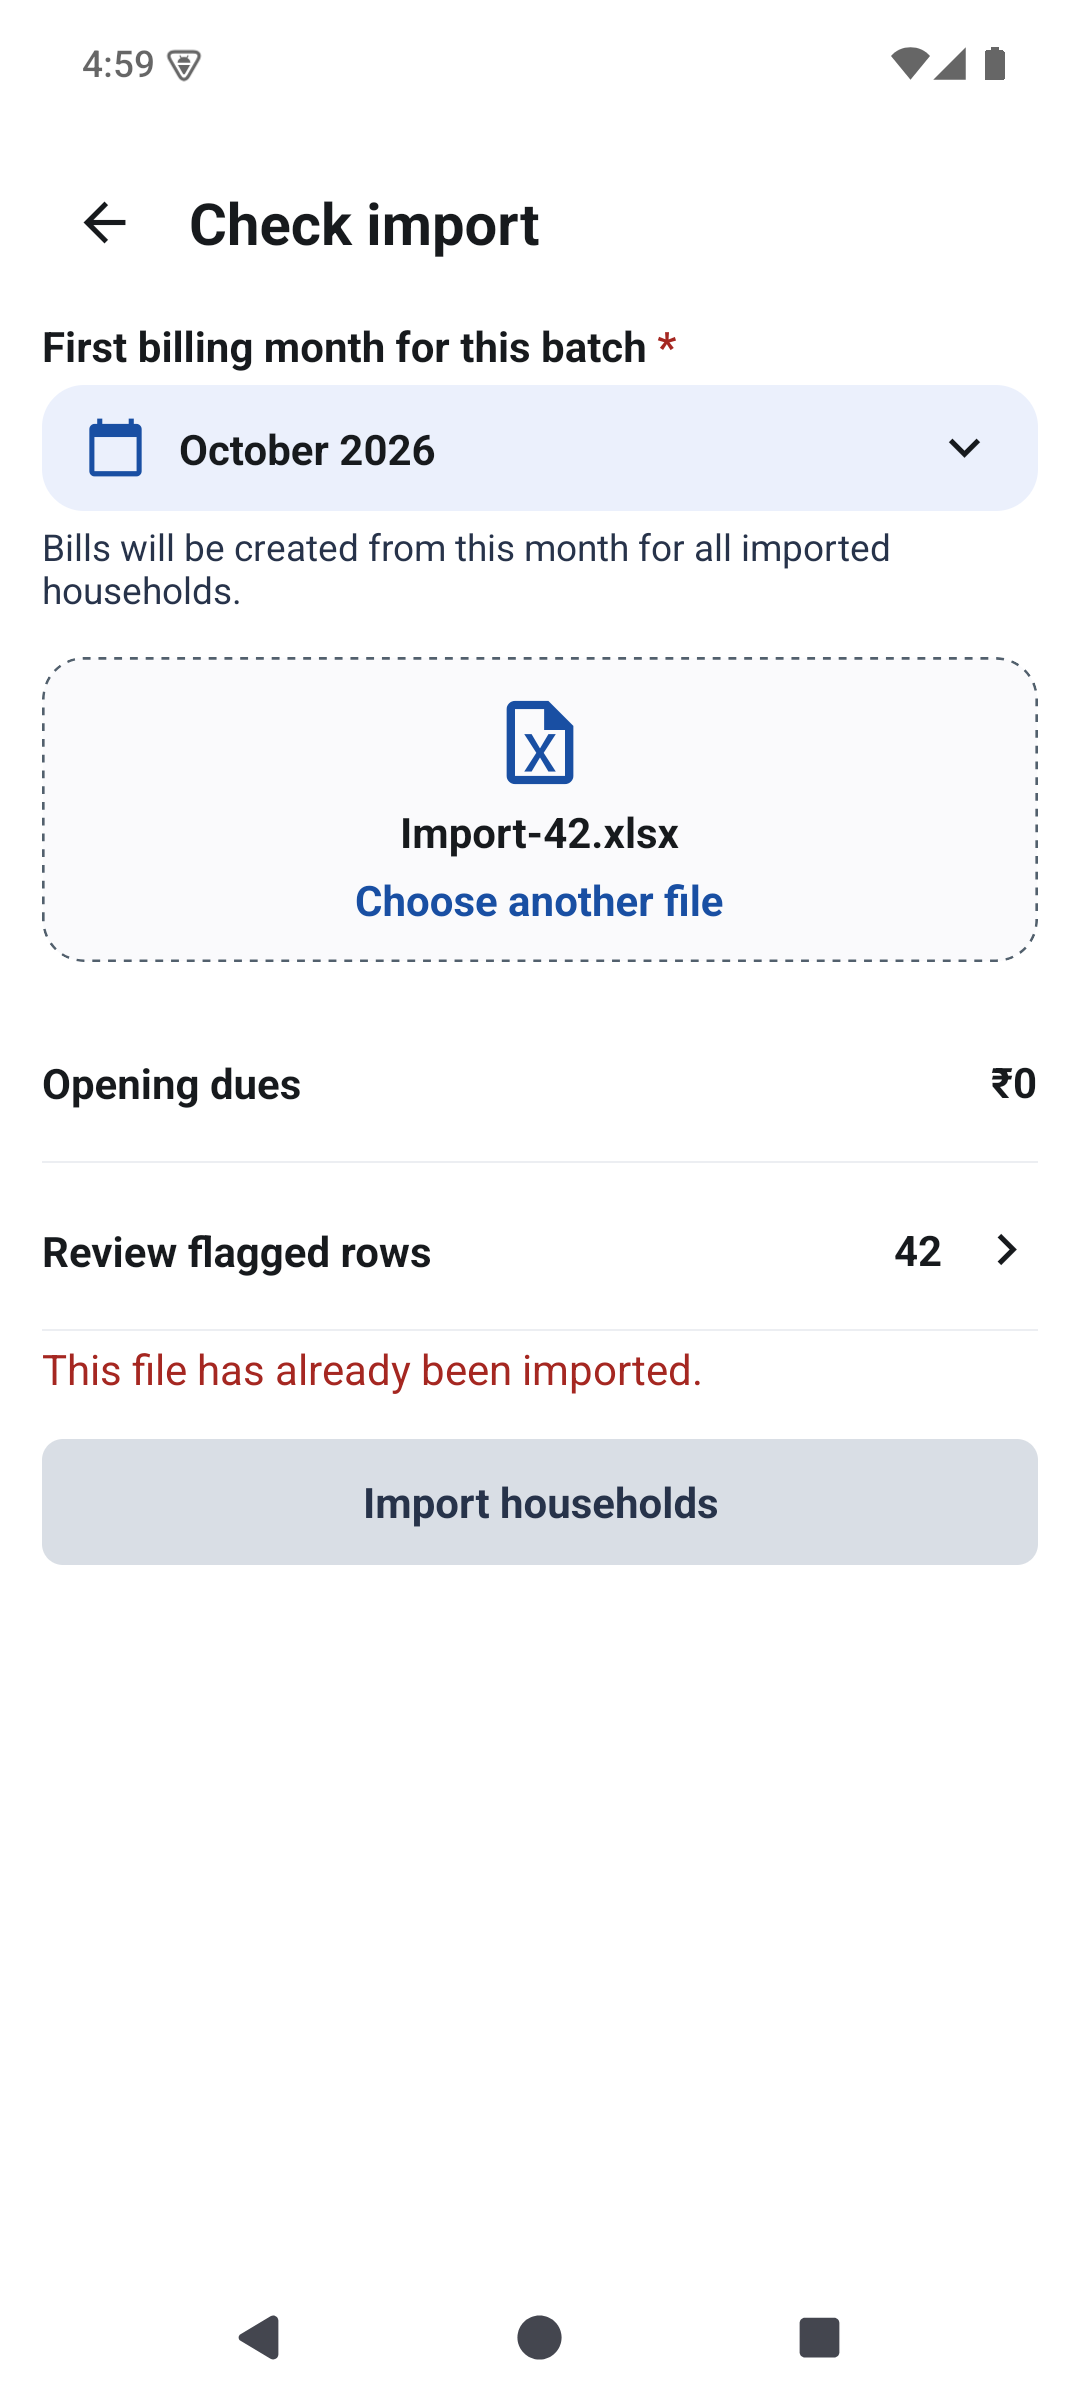 4:59
Check import
First billing month for this batch *
October 2026
Bills will be created from this month for all imported
households.
X
Import-42.xlsx
Choose another file
Opening dues ₹0
Review flagged rows 42
This file has already been imported.
Import households